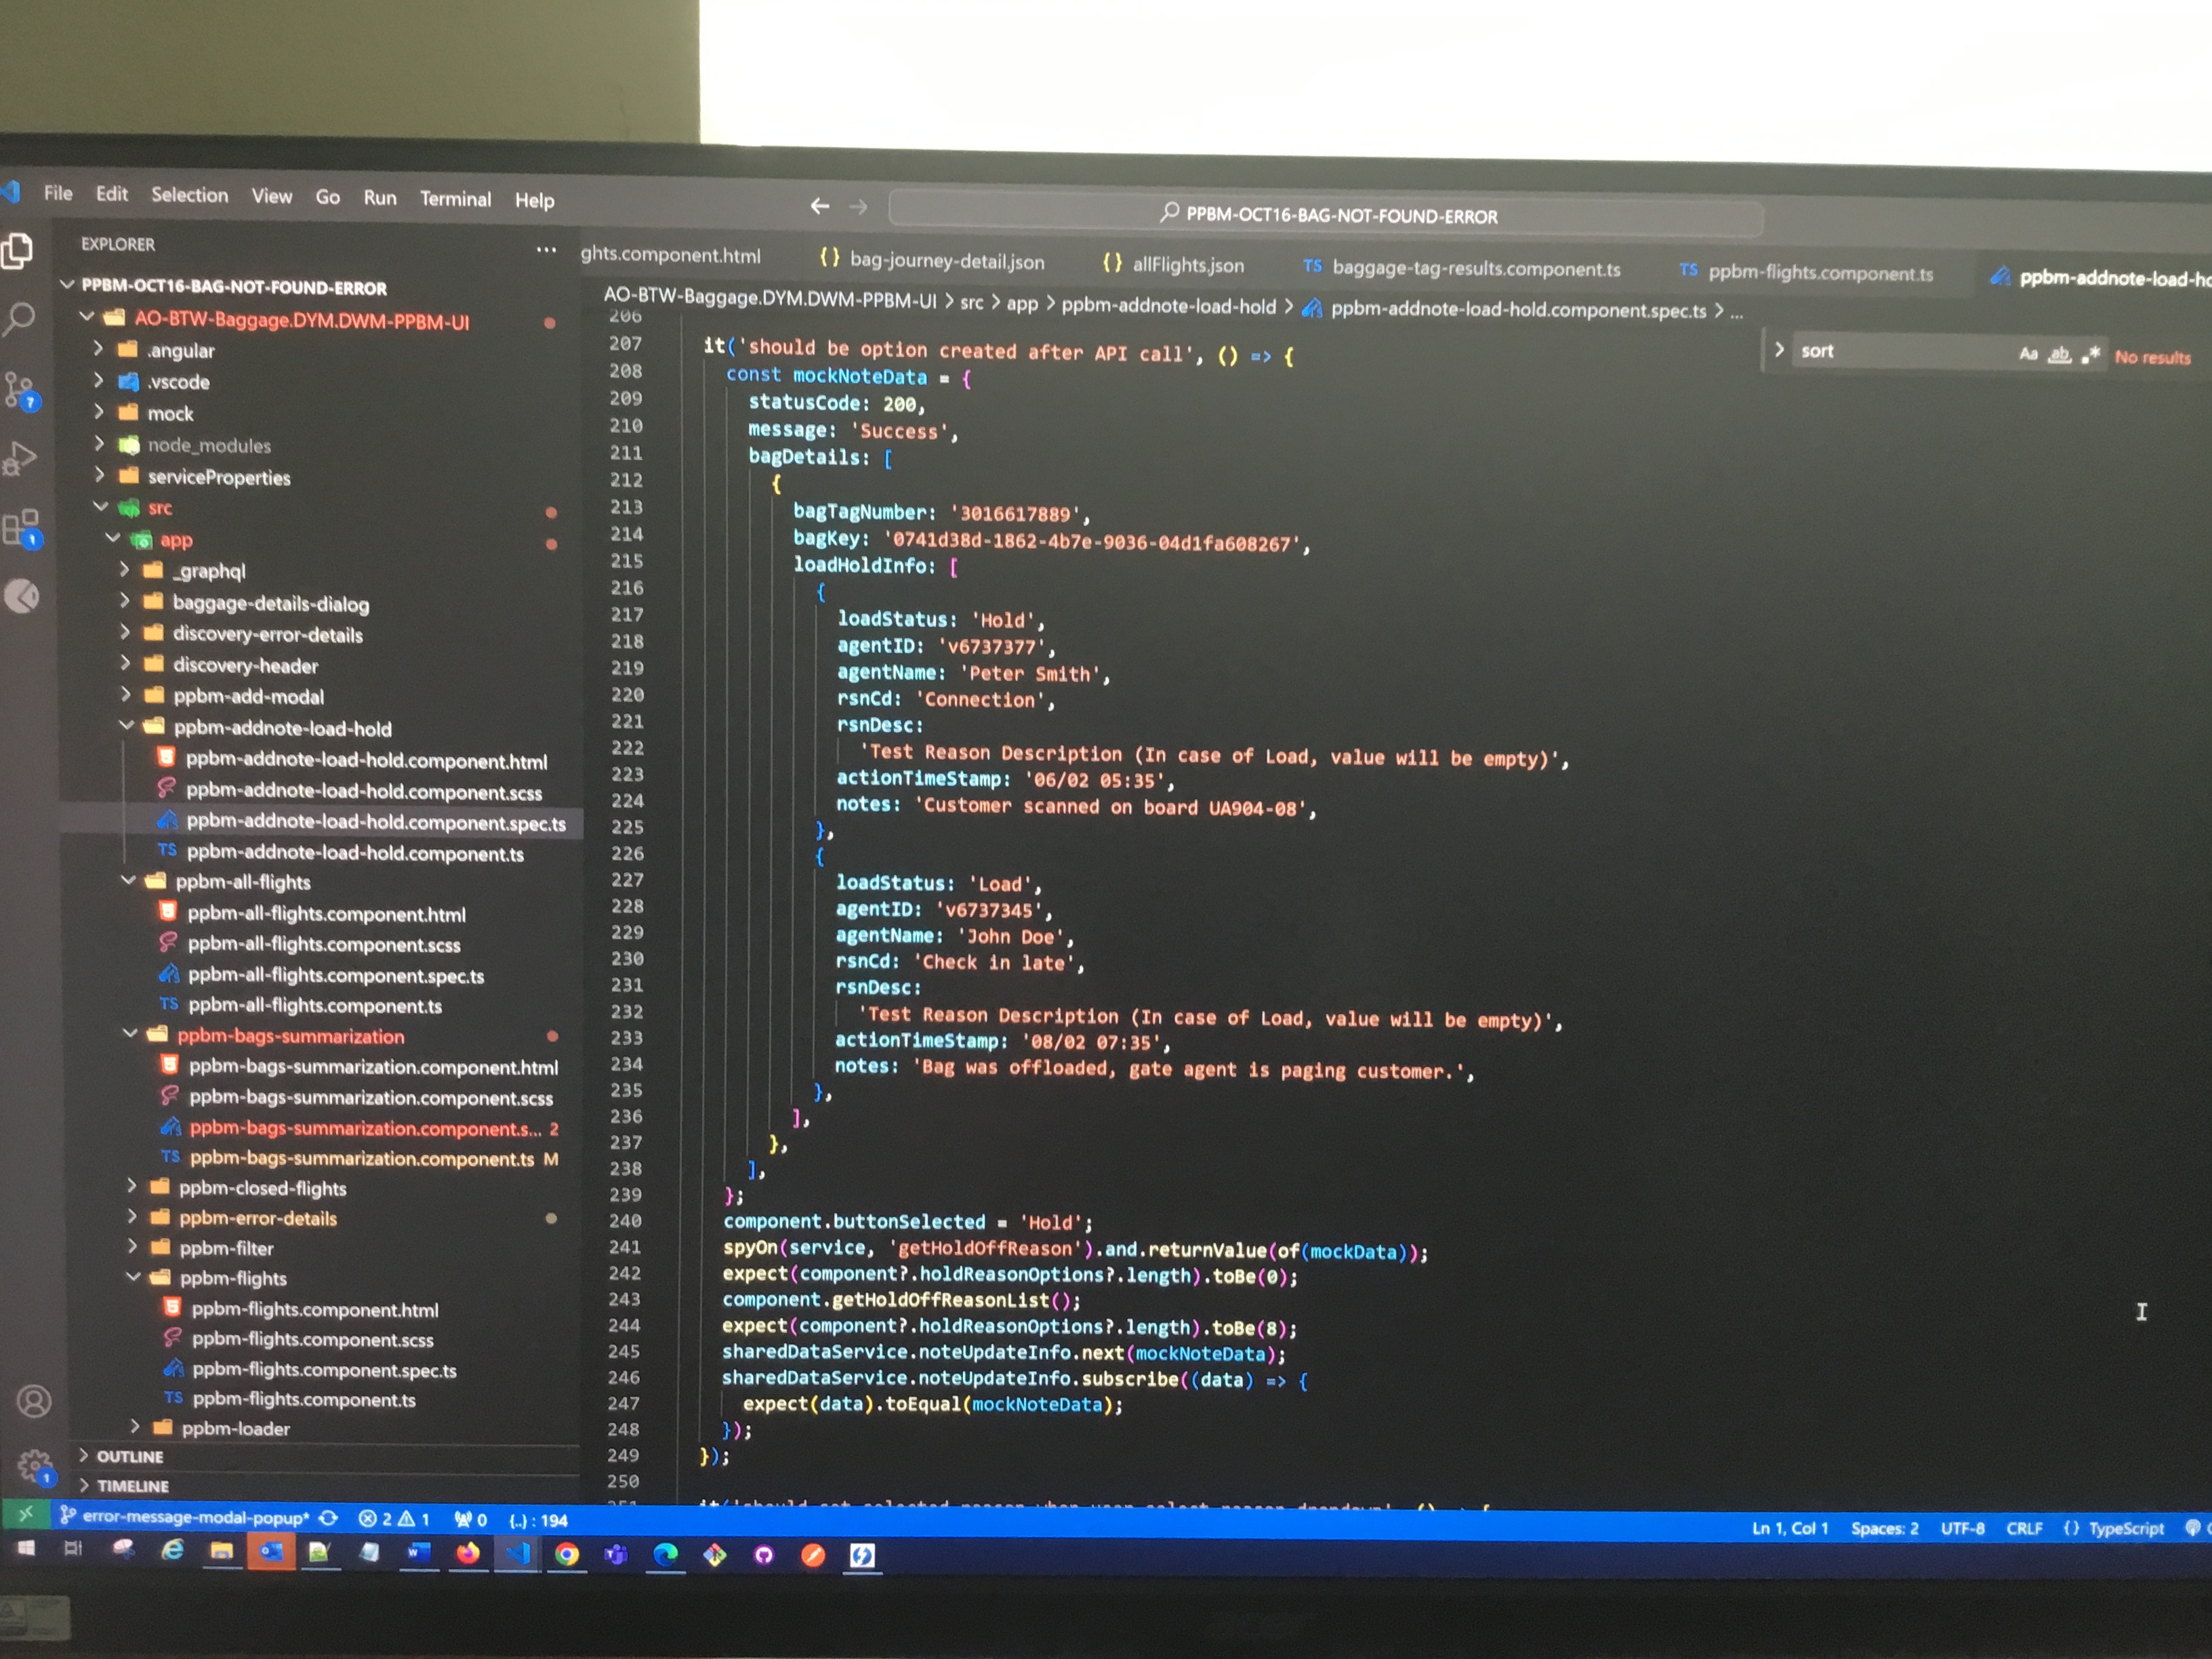 File Edit Selection View Go Run Terminal Help
PPBM-OCT16-BAG-NOT-FOUND-ERROR
EXPLORER
...
PPBM-OCT16-BAG-NOT-FOUND-ERROR
AO-BTW-Baggage.DYM.DWM-PPBM-UI
.angular
.vscode
mock
node_modules
serviceProperties
src
app
_graphql
baggage-details-dialog
discovery-error-details
discovery-header
ppbm-add-modal
ppbm-addnote-load-hold
ppbm-addnote-load-hold.component.html
ppbm-addnote-load-hold.component.scss
ppbm-addnote-load-hold.component.spec.ts
TS ppbm-addnote-load-hold.component.ts
ppbm-all-flights
ppbm-all-flights.component.html
ppbm-all-flights.component.scss
ppbm-all-flights.component.spec.ts
TS ppbm-all-flights.component.ts
ppbm-bags-summarization
ppbm-bags-summarization.component.html
ppbm-bags-summarization.component.scss
ppbm-bags-summarization.component.s... 2
TS ppbm-bags-summarization.component.ts M
ppbm-closed-flights
ppbm-error-details
ppbm-filter
ppbm-flights
ppbm-flights.component.html
ppbm-flights.component.scss
ppbm-flights.component.spec.ts
TS ppbm-flights.component.ts
ppbm-loader
OUTLINE
TIMELINE
7
1
1
ghts.component.html {} bag-journey-detail.json {} allFlights.json TS baggage-tag-results.component.ts TS ppbm-flights.component.ts ppbm-addnote-load-ho
AO-BTW-Baggage.DYM.DWM-PPBM-UI > src > app > ppbm-addnote-load-hold > ppbm-addnote-load-hold.component.spec.ts > ...
> sort Aa ab .* No results
206
207 it('should be option created after API call', () => {
208 const mockNoteData = {
209 statusCode: 200,
210 message: 'Success',
211 bagDetails: [
212 {
213 bagTagNumber: '3016617889',
214 bagKey: '0741d38d-1862-4b7e-9036-04d1fa608267',
215 loadHoldInfo: [
216 {
217 loadStatus: 'Hold',
218 agentID: 'v6737377',
219 agentName: 'Peter Smith',
220 rsnCd: 'Connection',
221 rsnDesc:
222 'Test Reason Description (In case of Load, value will be empty)',
223 actionTimeStamp: '06/02 05:35',
224 notes: 'Customer scanned on board UA904-08',
225 },
226 {
227 loadStatus: 'Load',
228 agentID: 'v6737345',
229 agentName: 'John Doe',
230 rsnCd: 'Check in late',
231 rsnDesc:
232 'Test Reason Description (In case of Load, value will be empty)',
233 actionTimeStamp: '08/02 07:35',
234 notes: 'Bag was offloaded, gate agent is paging customer.',
235 },
236 ],
237 },
238 ],
239 };
240 component.buttonSelected = 'Hold';
241 spyOn(service, 'getHoldOffReason').and.returnValue(of(mockData));
242 expect(component?.holdReasonOptions?.length).toBe(0);
243 component.getHoldOffReasonList();
244 expect(component?.holdReasonOptions?.length).toBe(8);
245 sharedDataService.noteUpdateInfo.next(mockNoteData);
246 sharedDataService.noteUpdateInfo.subscribe((data) => {
247 expect(data).toEqual(mockNoteData);
248 });
249 });
250
error-message-modal-popup* 2 1 0 {..} : 194 Ln 1, Col 1 Spaces: 2 UTF-8 CRLF {} TypeScript